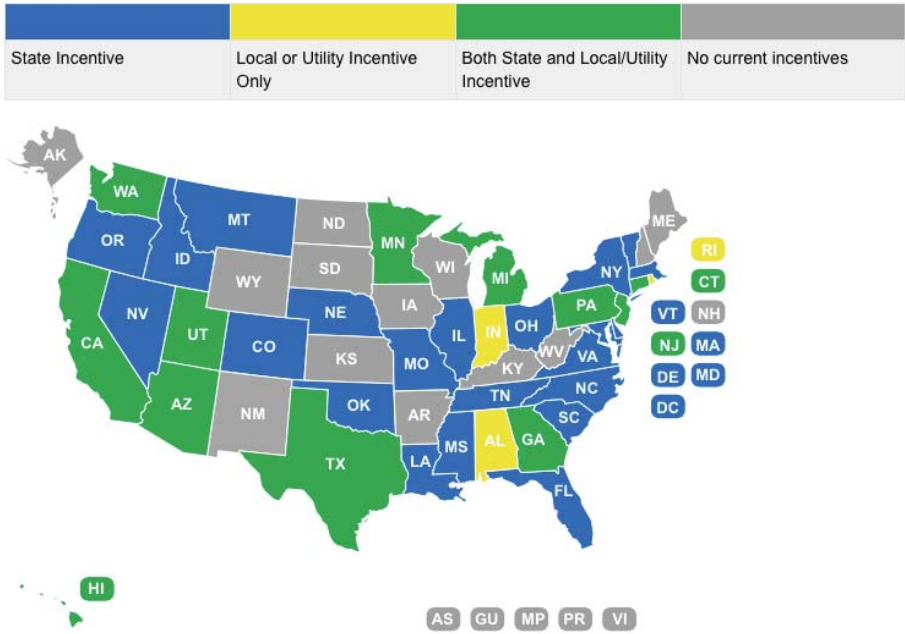 State Incentive
Local or Utility Incentive
Only
Both State and Local/Utility
Incentive
No current incentives
AK
WA
MT
ND
MN
ME
OR
ID
SD
WI
MI
NY
RI
WY
IA
CT
NV
NE
IL
IN
OH
PA
VT
NH
CA
UT
CO
KS
MO
KY
WV
VA
NJ
MA
AZ
NM
OK
AR
TN
NC
DE
MD
DC
TX
LA
MS
AL
GA
SC
FL
HI
AS
GU
MP
PR
VI